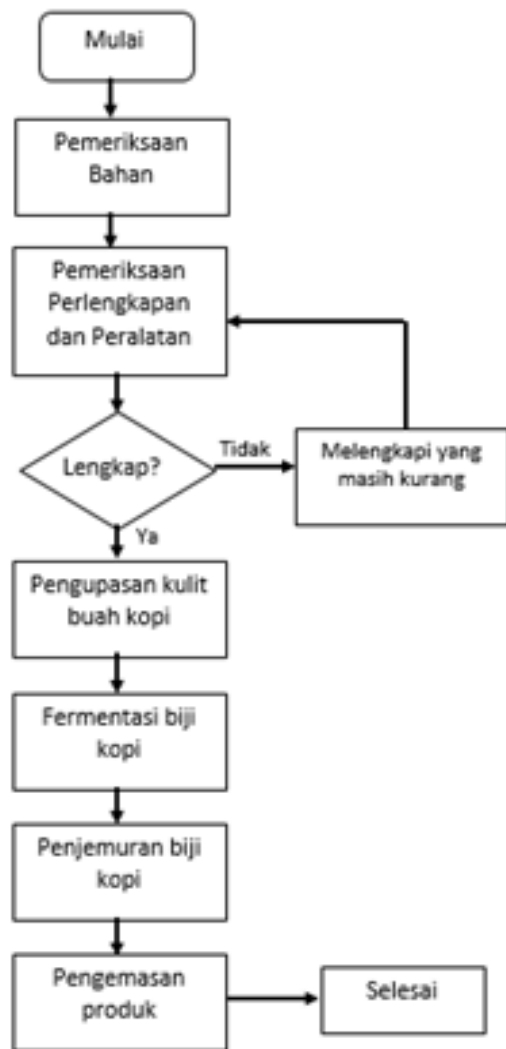 Mulai
Pemeriksaan
Bahan
Pemeriksaan
Perlengkapan
dan Peralatan
Lengkap?
Tidak
Melengkapi yang
masih kurang
Ya
Pengupasan kulit
buah kopi
Fermentasi biji
kopi
Penjemuran biji
kopi
Pengemasan
produk
Selesai